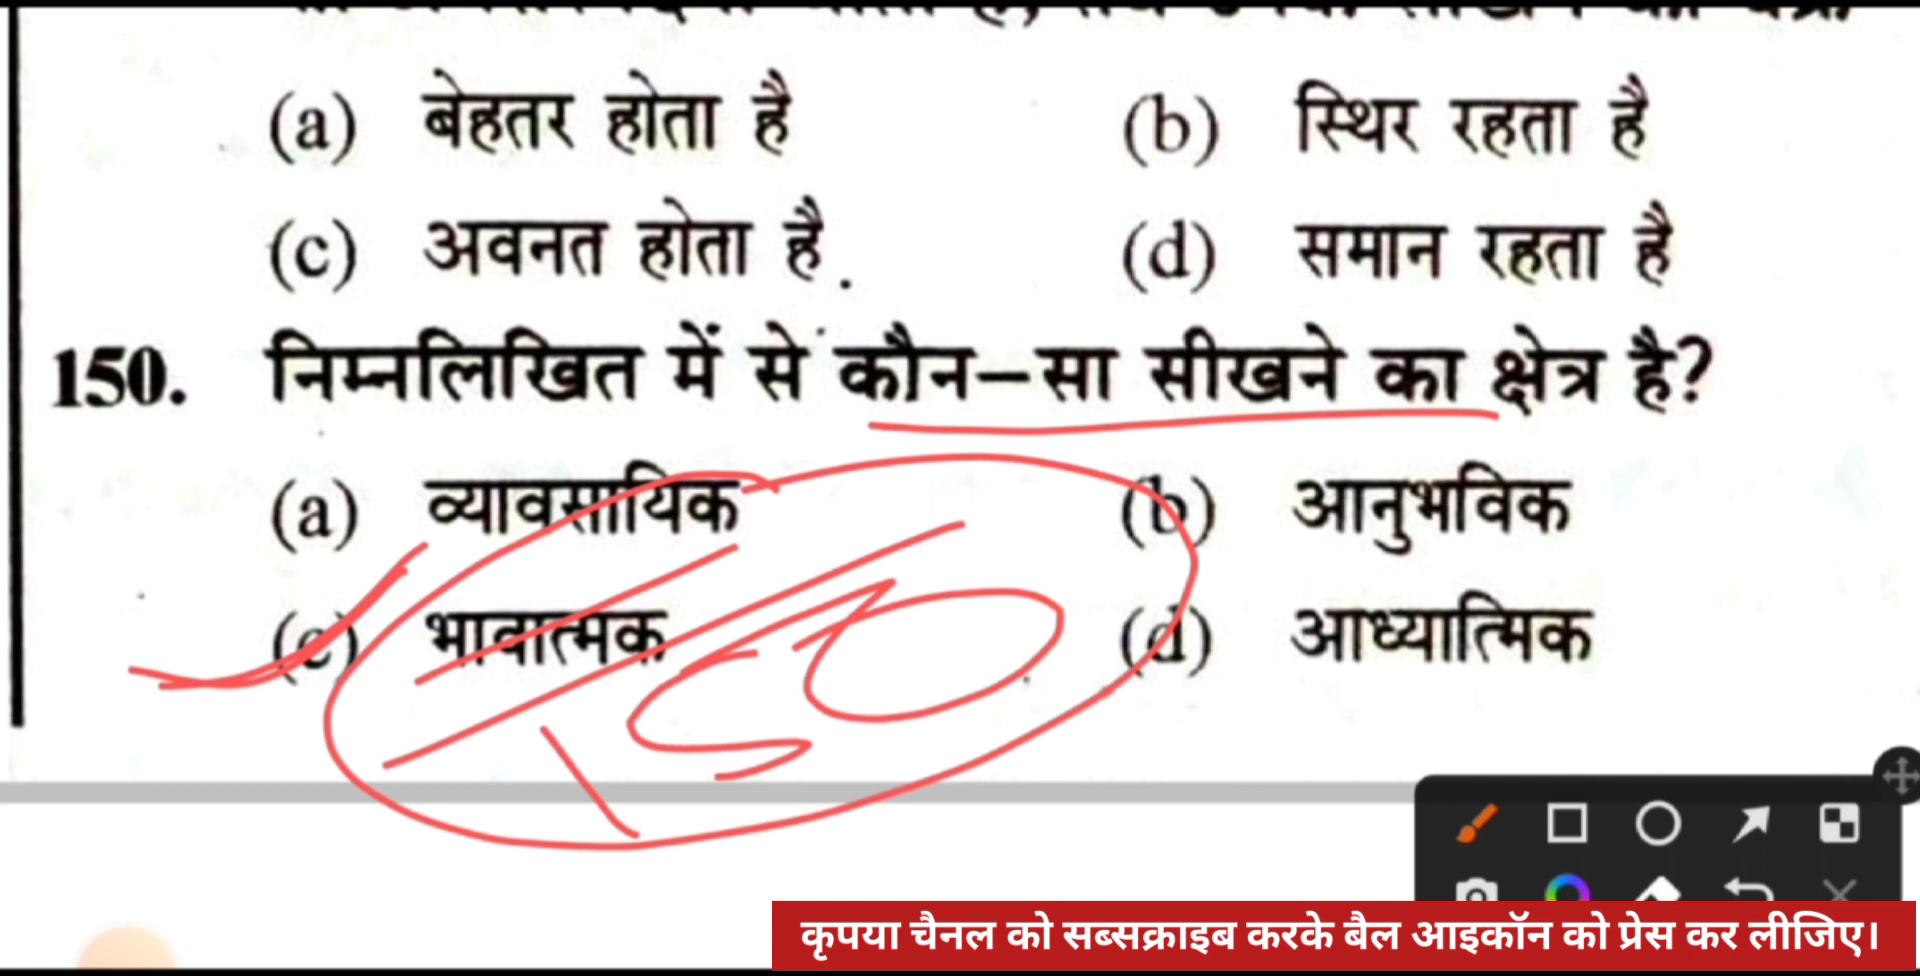 (a) बेहतर होता है (b) स्थिर रहता है
(c) अवनत होता है. (d) समान रहता है
150. निम्नलिखित में से कौन–सा सीखने का क्षेत्र है?
(a) व्यावसायिक (b) आनुभविक
(c) भावात्मक (d) आध्यात्मिक
150
कृपया चैनल को सब्सक्राइब करके बैल आइकॉन को प्रेस कर लीजिए।